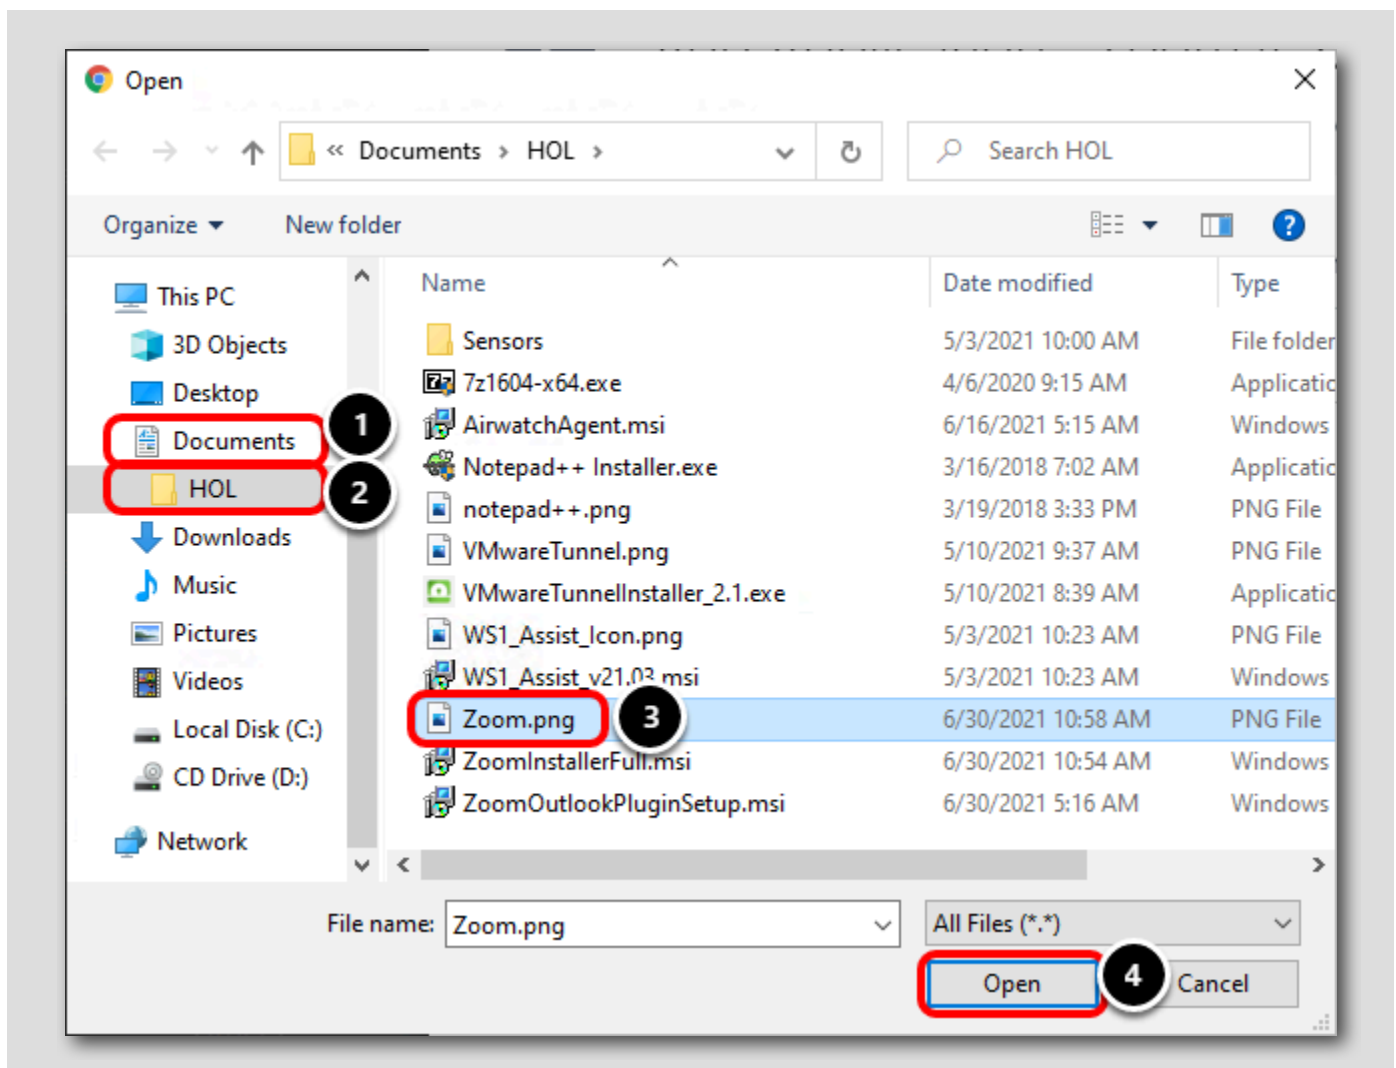 Open
« Documents > HOL >
Search HOL
Organize
New folder
Name
Date modified
Type
This PC
3D Objects
Desktop
Documents
1
HOL
2
Downloads
Music
Pictures
Videos
Local Disk (C:)
CD Drive (D:)
Network
Sensors 5/3/2021 10:00 AM File folder
7z1604-x64.exe 4/6/2020 9:15 AM Applicatic
AirwatchAgent.msi 6/16/2021 5:15 AM Windows
Notepad++ Installer.exe 3/16/2018 7:02 AM Applicatic
notepad++.png 3/19/2018 3:33 PM PNG File
VMwareTunnel.png 5/10/2021 9:37 AM PNG File
VMwareTunnelInstaller_2.1.exe 5/10/2021 8:39 AM Applicatic
WS1_Assist_Icon.png 5/3/2021 10:23 AM PNG File
WS1_Assist_v21.03.msi 5/3/2021 10:23 AM Windows
Zoom.png 3 6/30/2021 10:58 AM PNG File
ZoomInstallerFull.msi 6/30/2021 10:54 AM Windows
ZoomOutlookPluginSetup.msi 6/30/2021 5:16 AM Windows
File name: Zoom.png All Files (*.*)
Open 4 Cancel